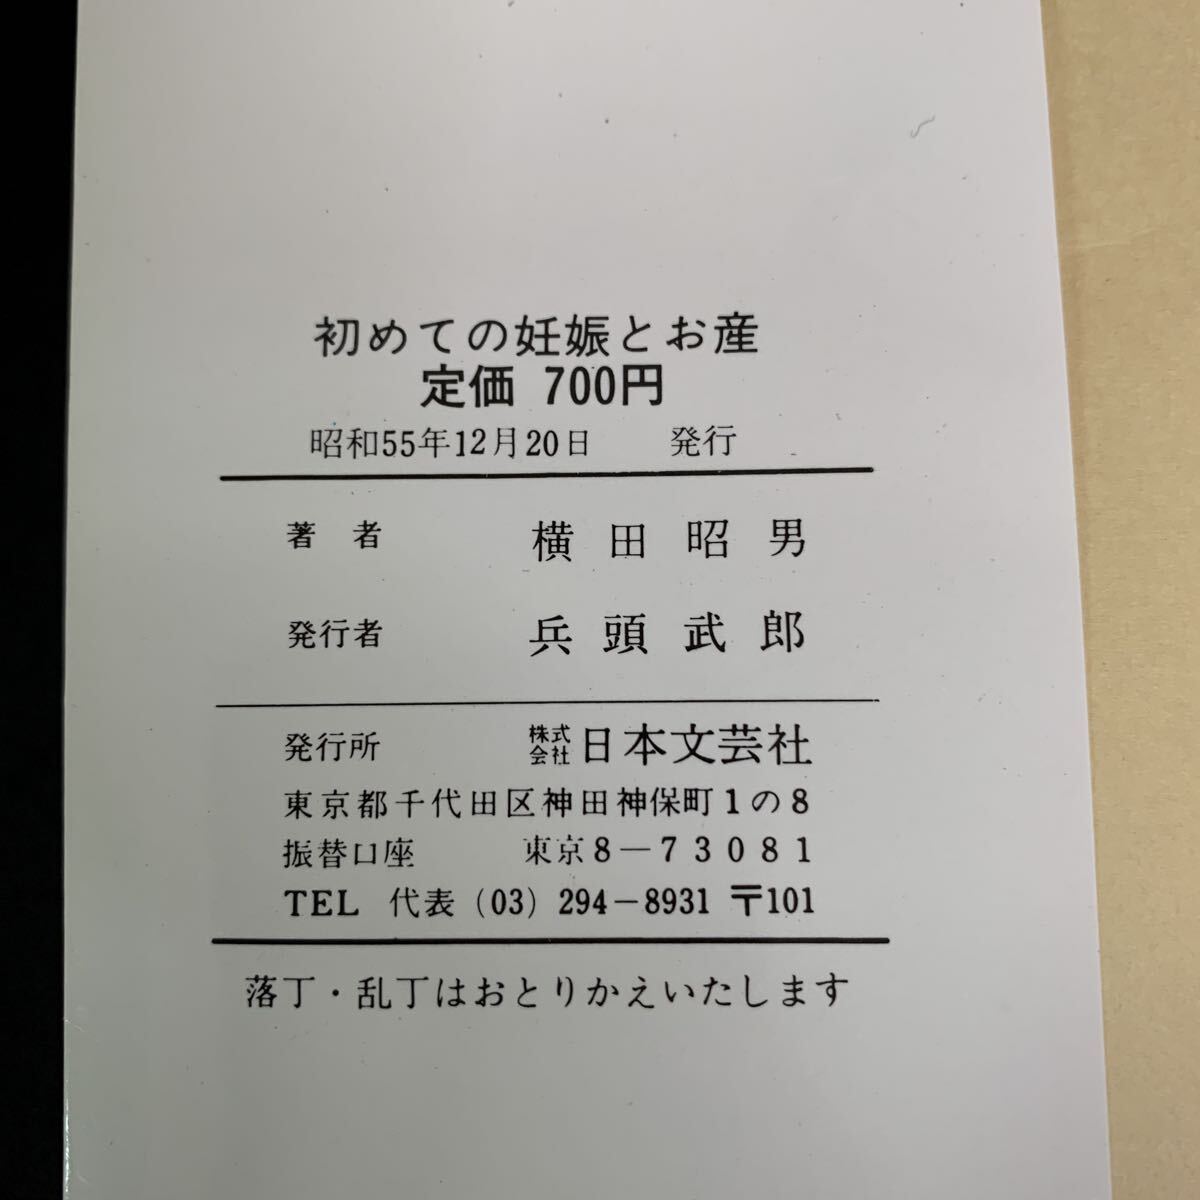 初めての妊娠とお産
定価 700円
昭和55年12月20日 発行
著者 横田昭男
発行者 兵頭武郎
発行所 株式会社日本文芸社
東京都千代田区神田神保町1の8
振替口座 東京8―73081
TEL 代表 (03) 294－8931 〒101
落丁・乱丁はおとりかえいたします